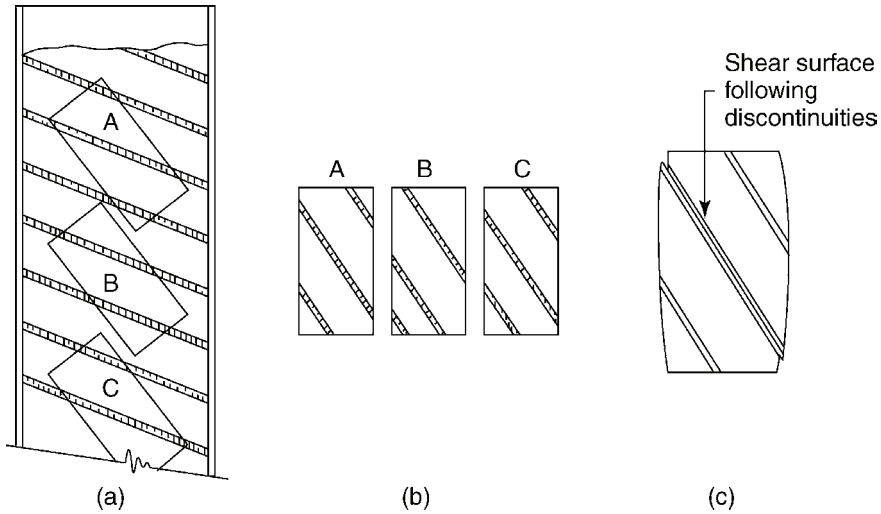 A
B
C
(a)
A B C
(b)
Shear surface
following
discontinuities
(c)